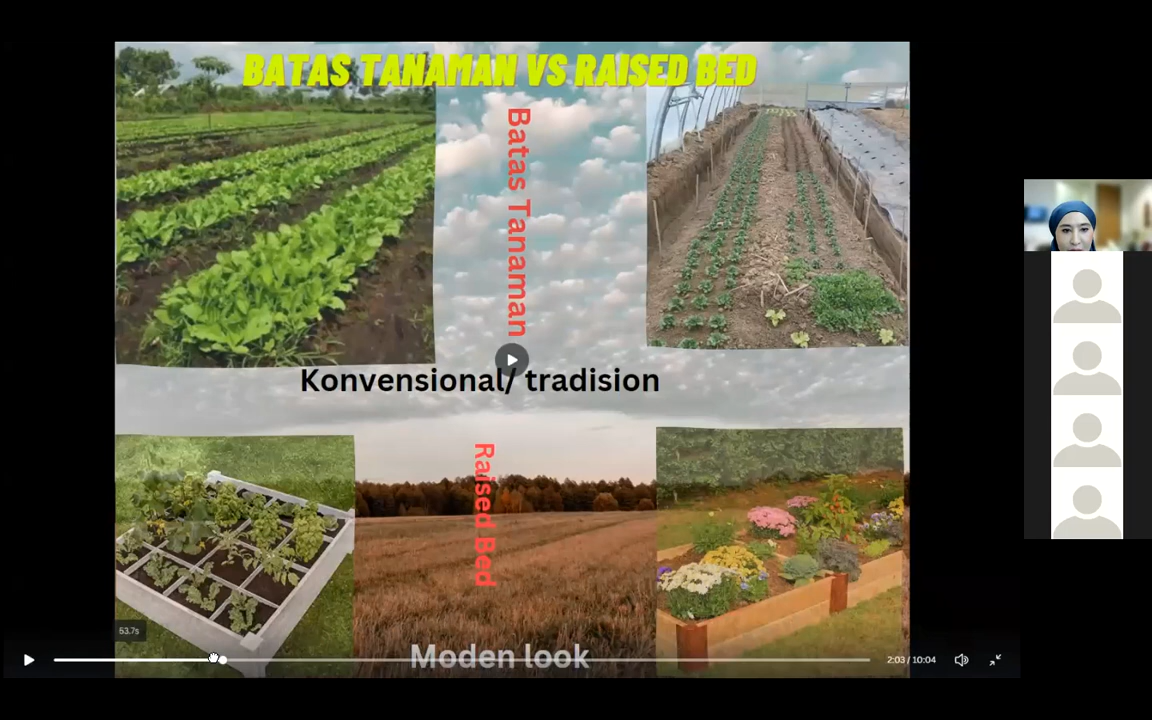 BATAS TANAMAN VS RAISED BED
Batas Tanaman
Konvensional/ tradision
Raised Bed
Moden look
53.7s
2:03 / 10:04